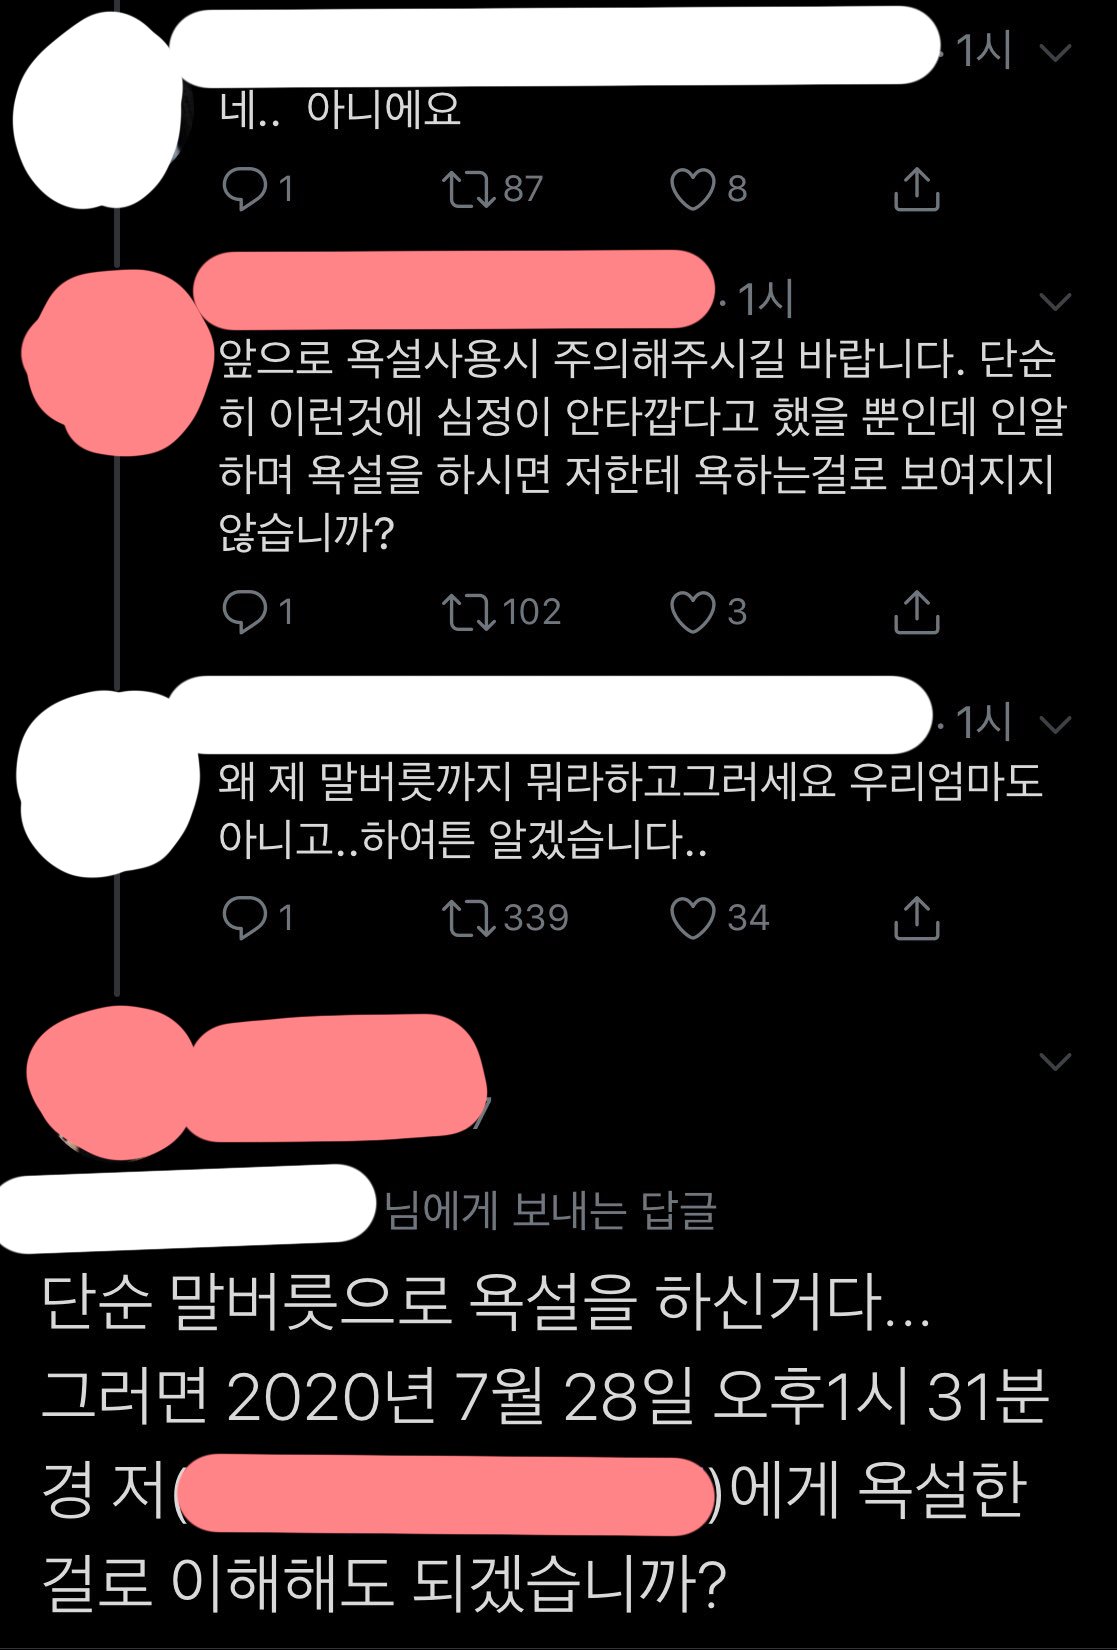 · 1시
네.. 아니에요
1 87 8
· 1시
앞으로 욕설사용시 주의해주시길 바랍니다. 단순
히 이런것에 심정이 안타깝다고 했을 뿐인데 인알
하며 욕설을 하시면 저한테 욕하는걸로 보여지지
않습니까?
1 102 3
· 1시
왜 제 말버릇까지 뭐라하고그러세요 우리엄마도
아니고..하여튼 알겠습니다..
1 339 34
님에게 보내는 답글
단순 말버릇으로 욕설을 하신거다...
그러면 2020년 7월 28일 오후1시 31분
경 저( )에게 욕설한
걸로 이해해도 되겠습니까?